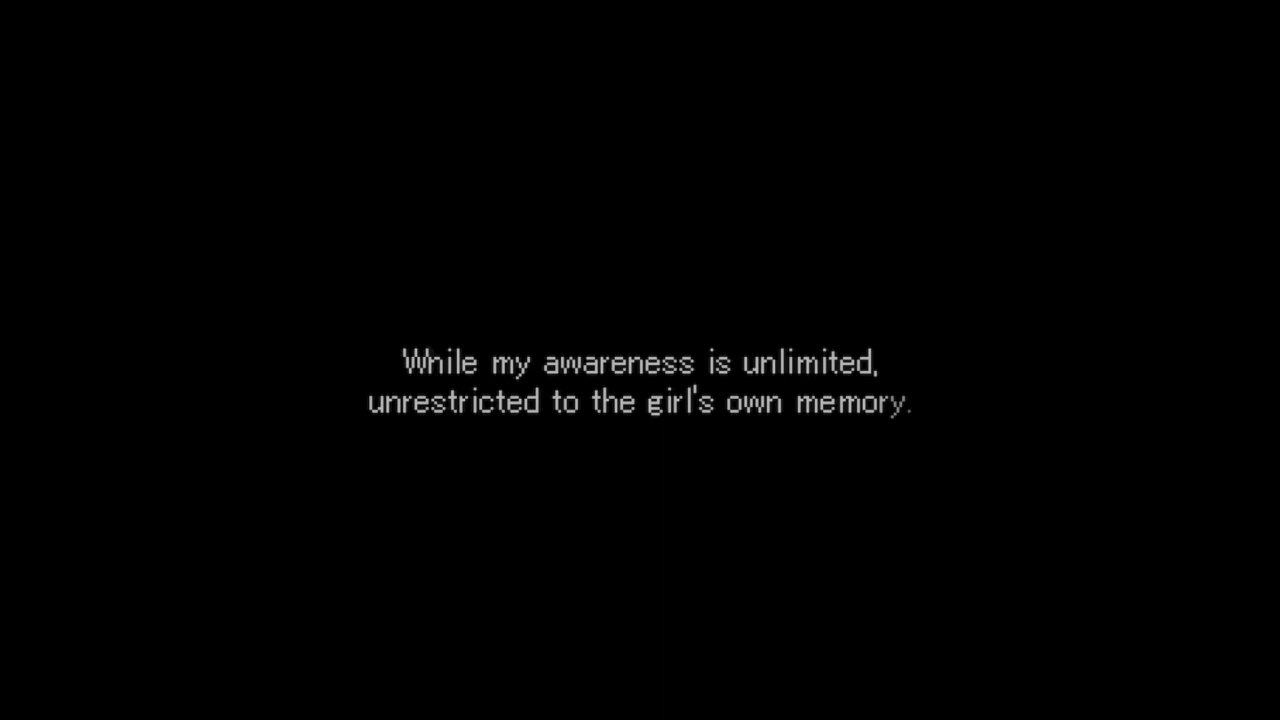 While my awareness is unlimited,
unrestricted to the girl's own memory.